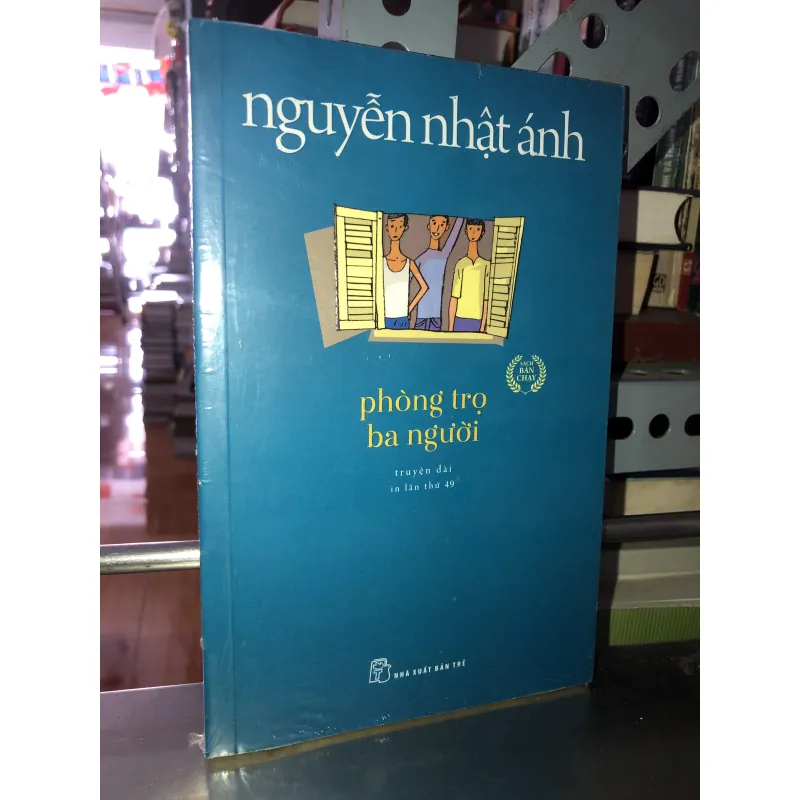 nguyễn nhật ánh
SÁCH
BÁN
CHẠY
phòng trọ
ba người
truyện dài
in lần thứ 49
NHÀ XUẤT BẢN TRẺ